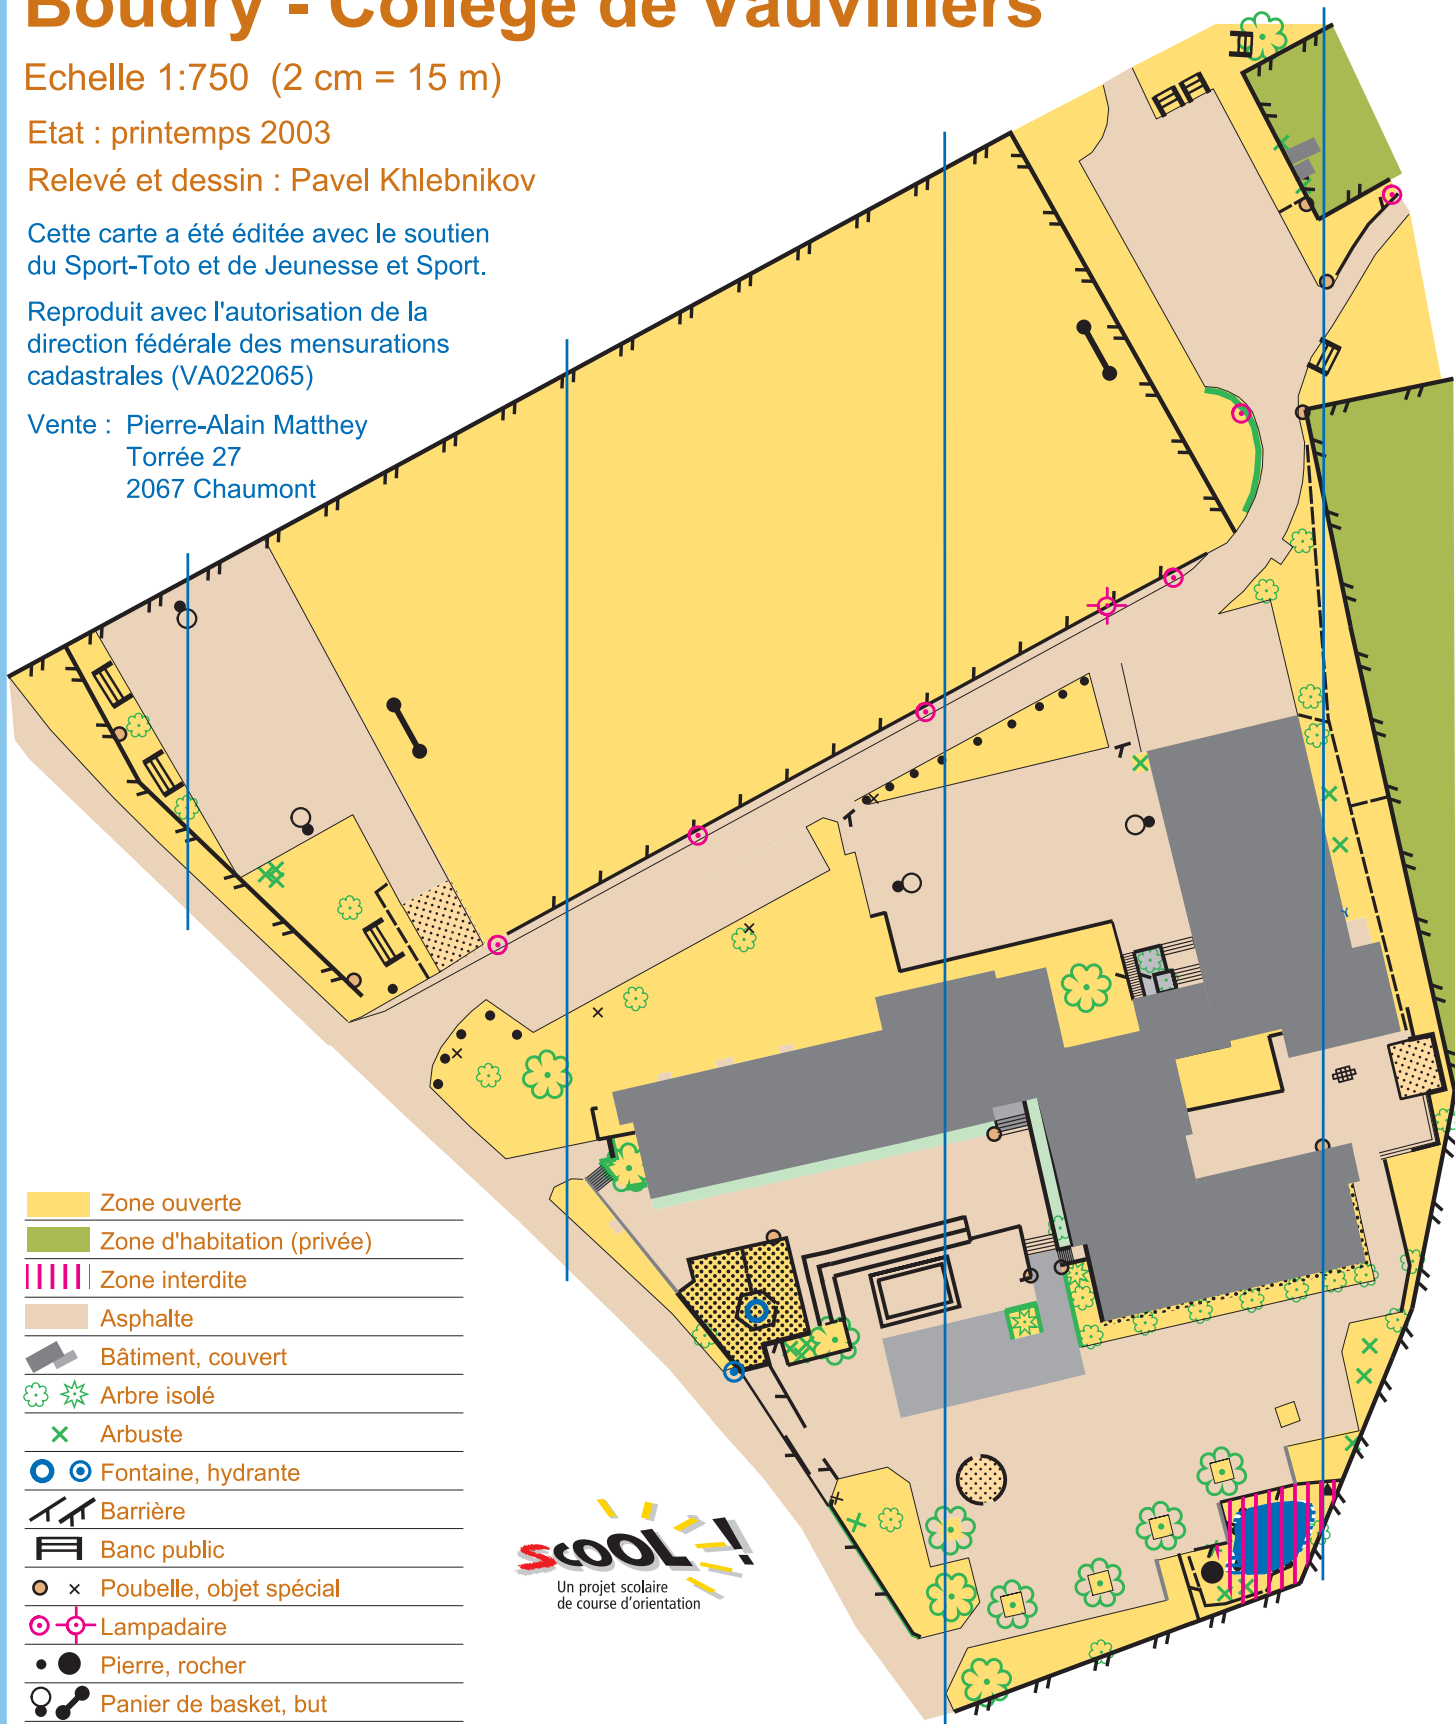 Boudry - Collège de Vauvilliers
Echelle 1:750 (2 cm = 15 m)
Etat : printemps 2003
Relevé et dessin : Pavel Khlebnikov
Cette carte a été éditée avec le soutien
du Sport-Toto et de Jeunesse et Sport.
Reproduit avec l'autorisation de la
direction fédérale des mensurations
cadastrales (VA022065)
Vente : Pierre-Alain Matthey
Torrée 27
2067 Chaumont
Zone ouverte
Zone d'habitation (privée)
Zone interdite
Asphalte
Bâtiment, couvert
Arbre isolé
Arbuste
Fontaine, hydrante
Barrière
Banc public
Poubelle, objet spécial
Lampadaire
Pierre, rocher
Panier de basket, but
scOOL !
Un projet scolaire
de course d'orientation